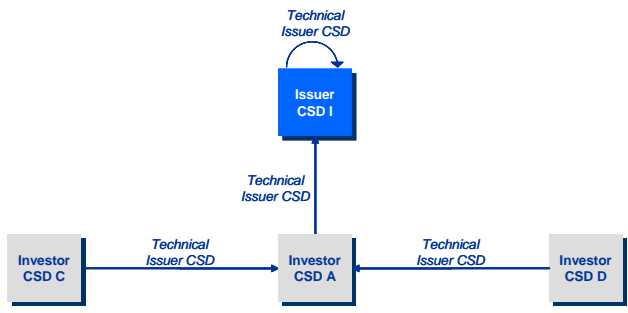 Technical
Issuer CSD
Issuer
CSD I
Technical
Issuer CSD
Technical
Issuer CSD
Technical
Issuer CSD
Investor
CSD C
Investor
CSD A
Investor
CSD D